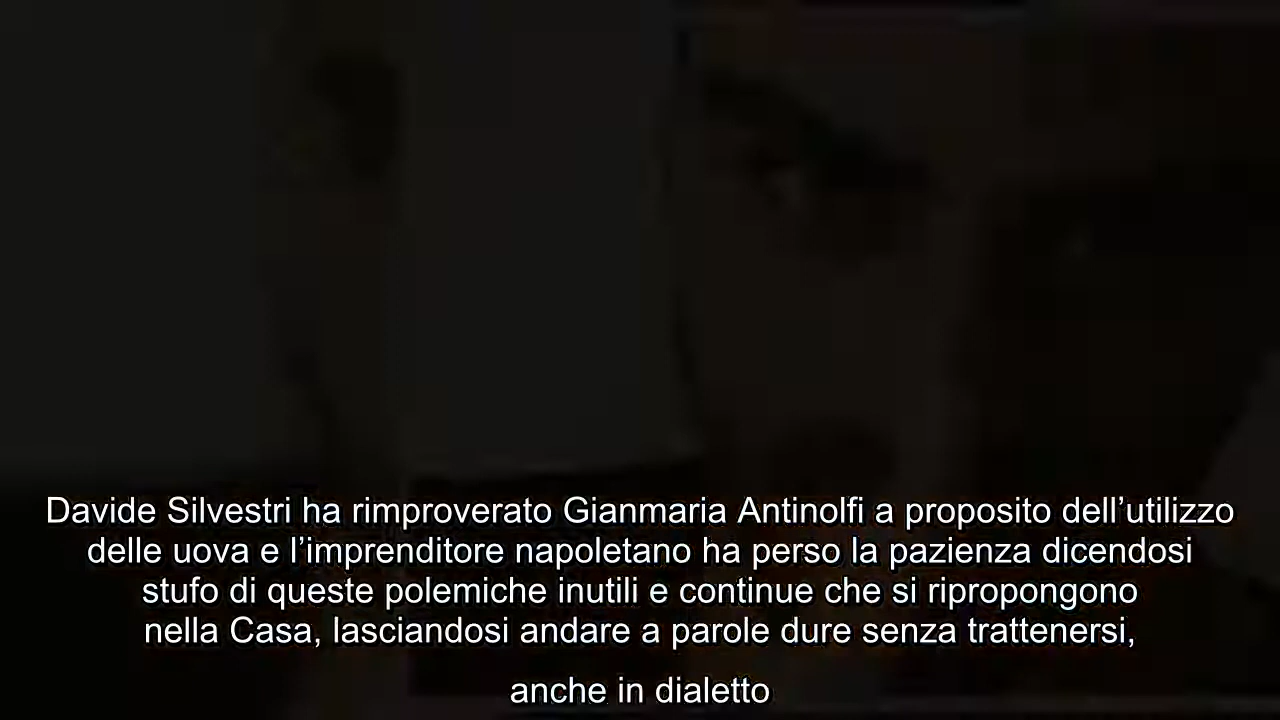 Davide Silvestri ha rimproverato Gianmaria Antinolfi a proposito dell’utilizzo
delle uova e l’imprenditore napoletano ha perso la pazienza dicendosi
stufo di queste polemiche inutili e continue che si ripropongono
nella Casa, lasciandosi andare a parole dure senza trattenersi,
anche in dialetto